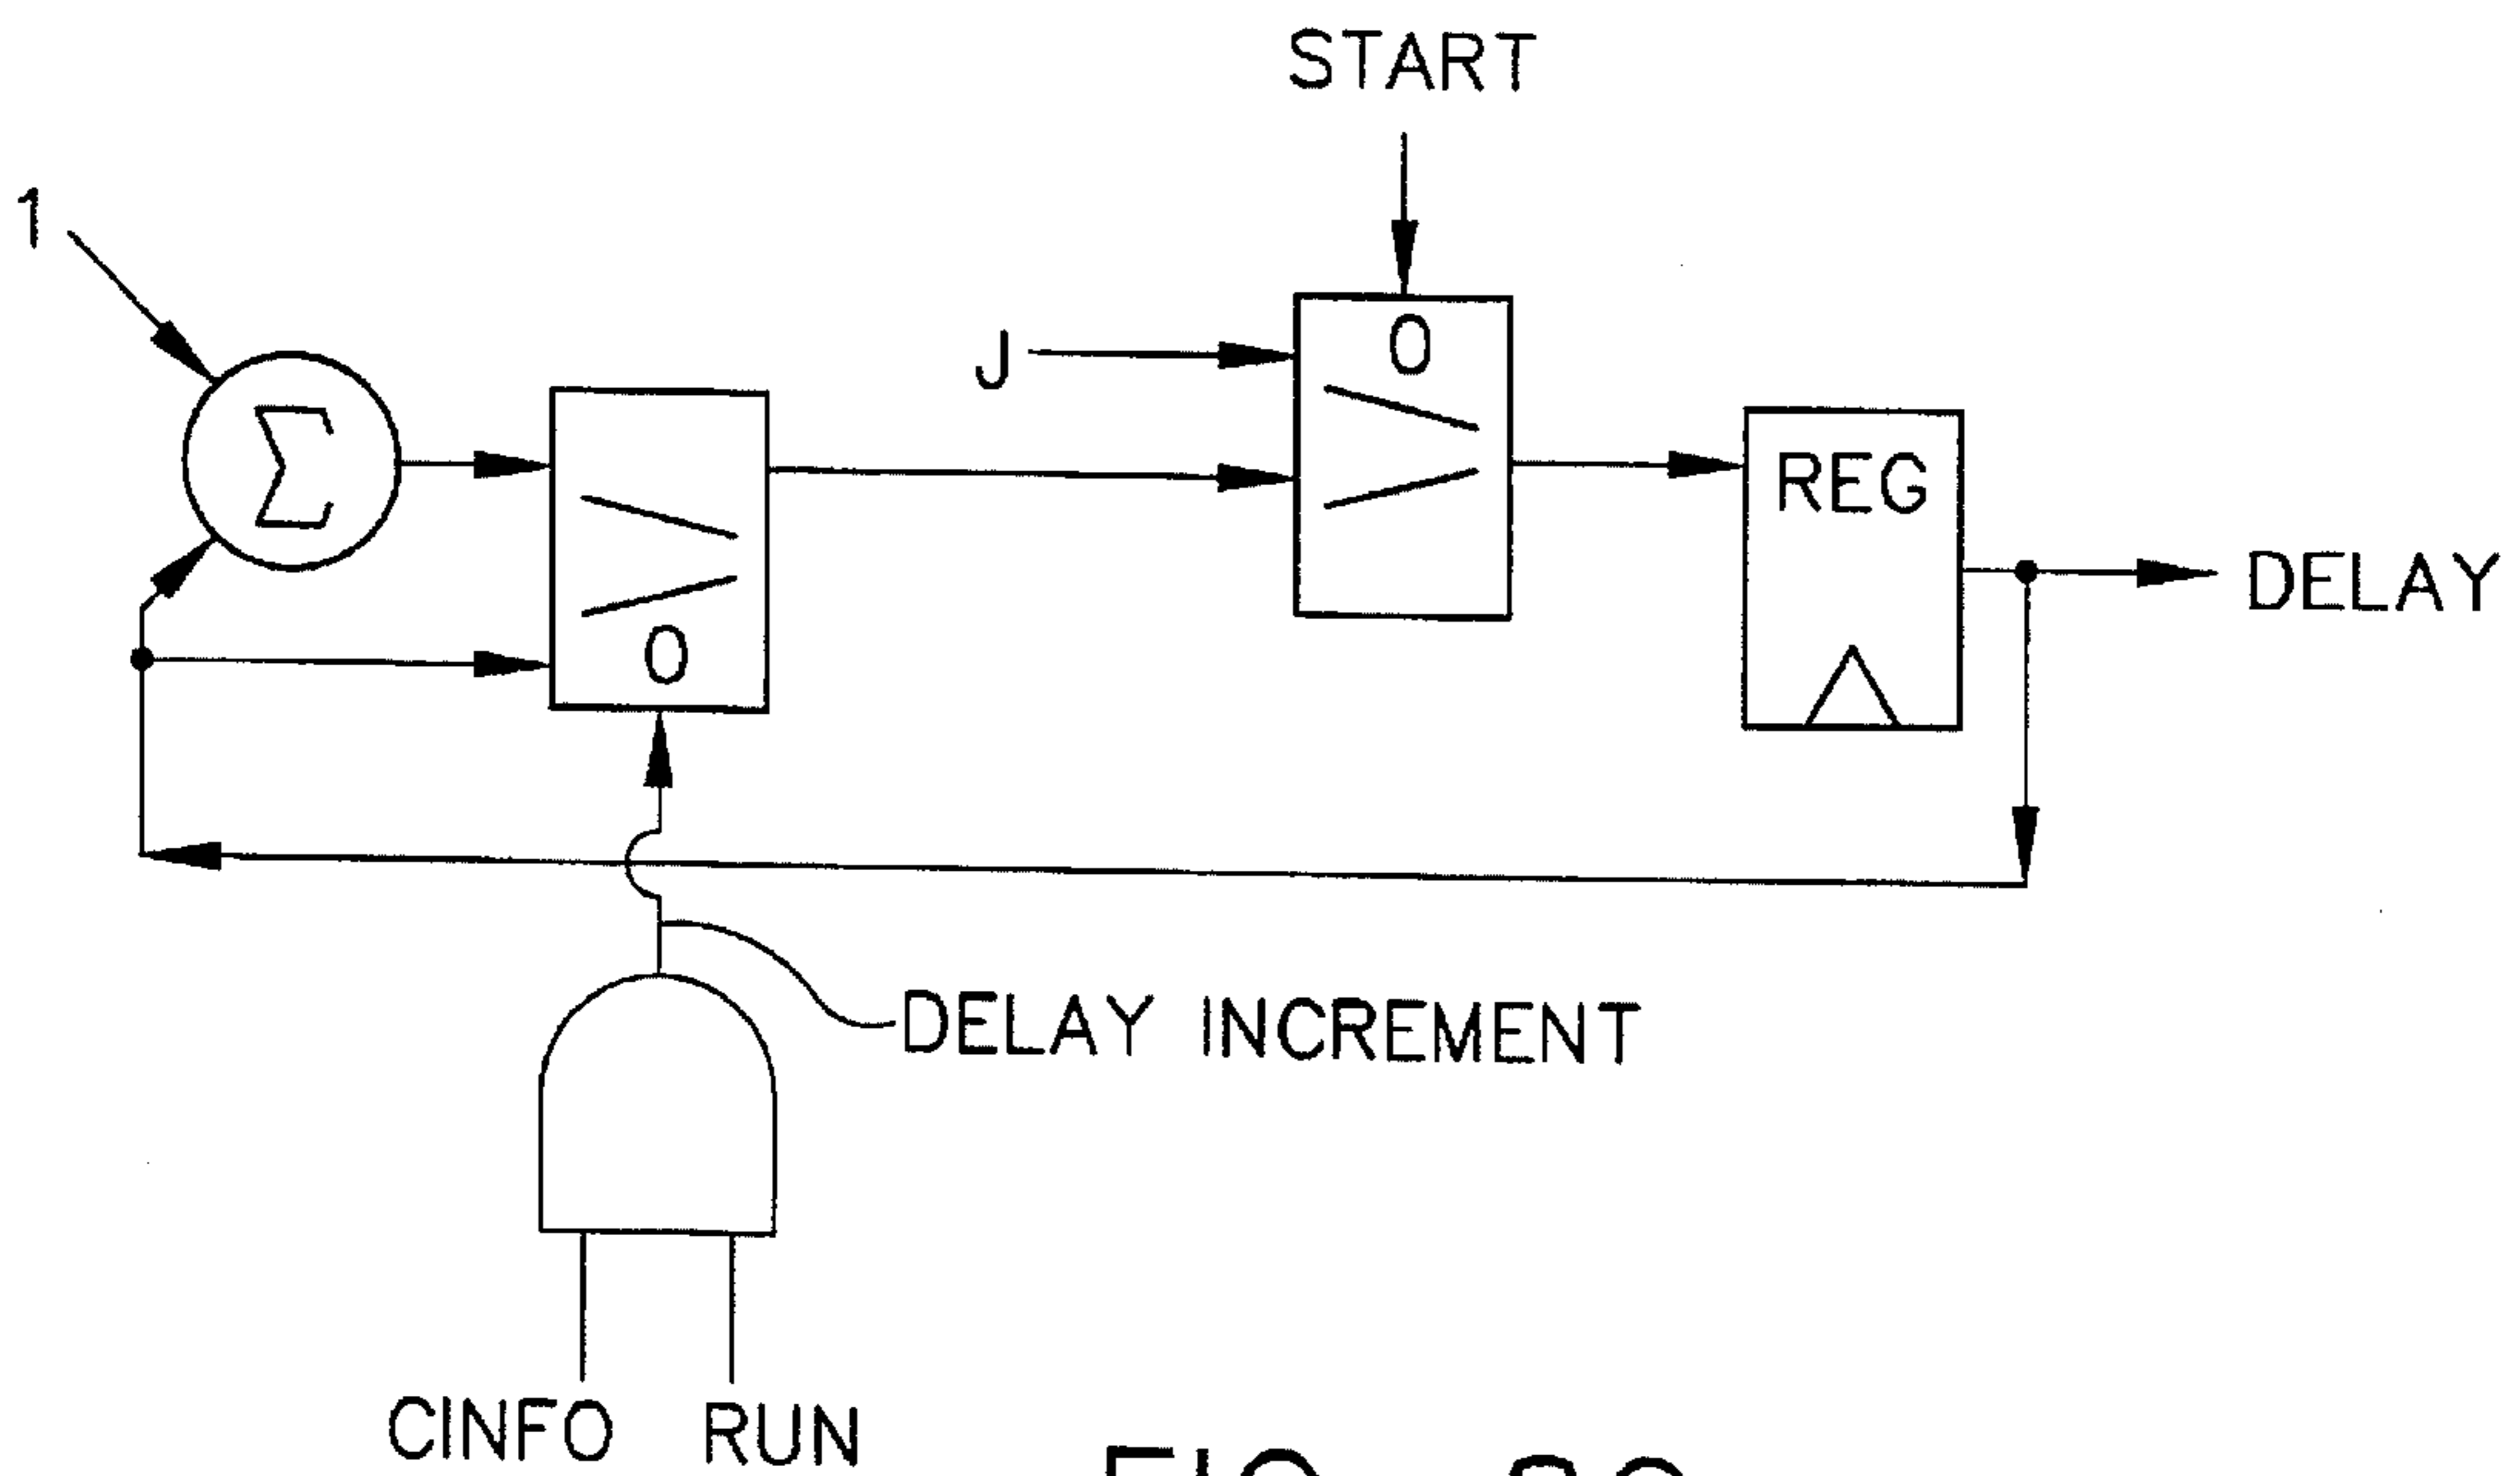 START
1
J
0
Σ
REG
0
DELAY
DELAY INCREMENT
CINFO RUN